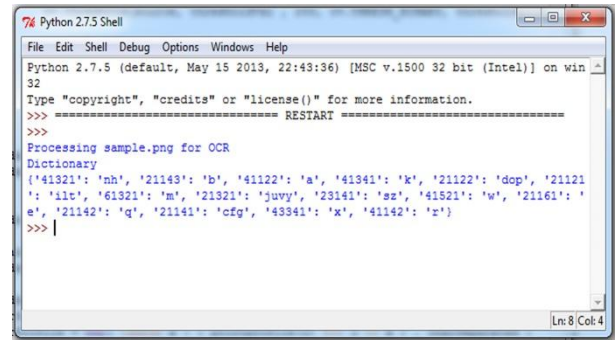 Python 2.7.5 Shell
File Edit Shell Debug Options Windows Help
Python 2.7.5 (default, May 15 2013, 22:43:36) [MSC v.1500 32 bit (Intel)] on win
32
Type "copyright", "credits" or "license()" for more information.
>>> ================================ RESTART ================================
>>>
Processing sample.png for OCR
Dictionary
{'41321': 'nh', '21143': 'b', '41122': 'a', '41341': 'k', '21122': 'dop', '21121
': 'ilt', '61321': 'm', '21321': 'juvy', '23141': 'sz', '41521': 'w', '21161': '
e', '21142': 'q', '21141': 'cfg', '43341': 'x', '41142': 'r'}
>>>
Ln: 8 Col: 4